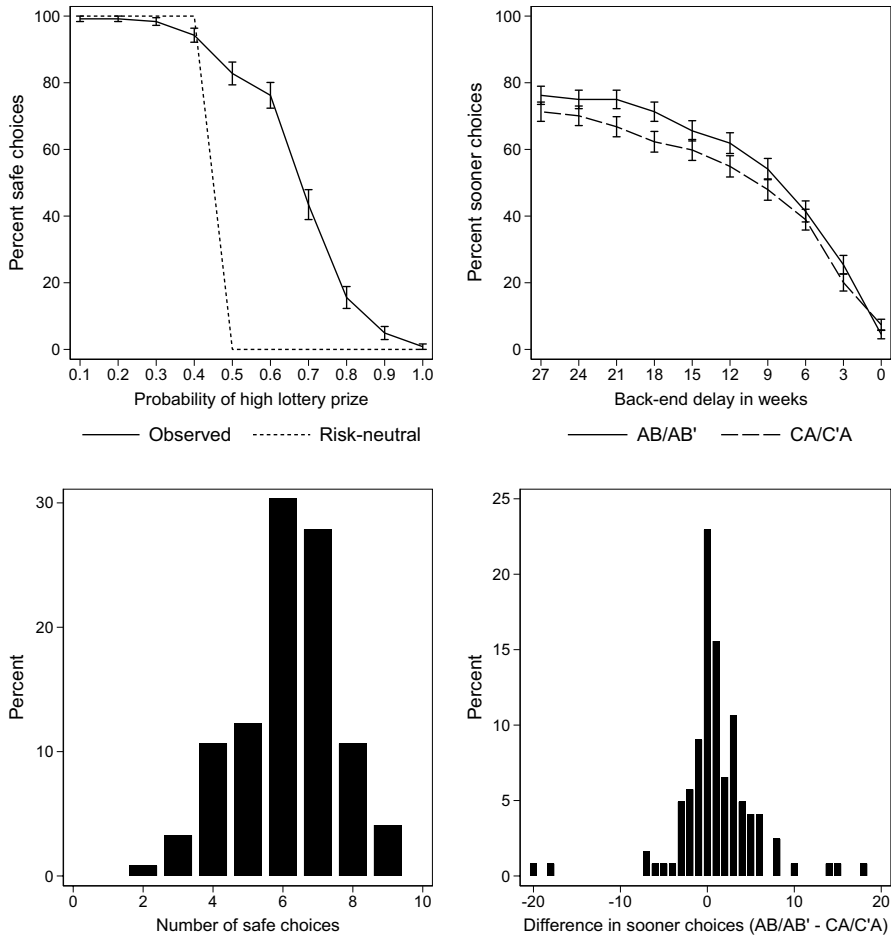 100
80
60
40
20
0
Percent safe choices
0.1 0.2 0.3 0.4 0.5 0.6 0.7 0.8 0.9 1.0
Probability of high lottery prize
Observed Risk-neutral
100
80
60
40
20
0
Percent sooner choices
27 24 21 18 15 12 9 6 3 0
Back-end delay in weeks
AB/AB' CA/C'A
30
20
10
0
Percent
0 2 4 6 8 10
Number of safe choices
25
20
15
10
5
0
Percent
-20 -10 0 10 20
Difference in sooner choices (AB/AB' - CA/C'A)